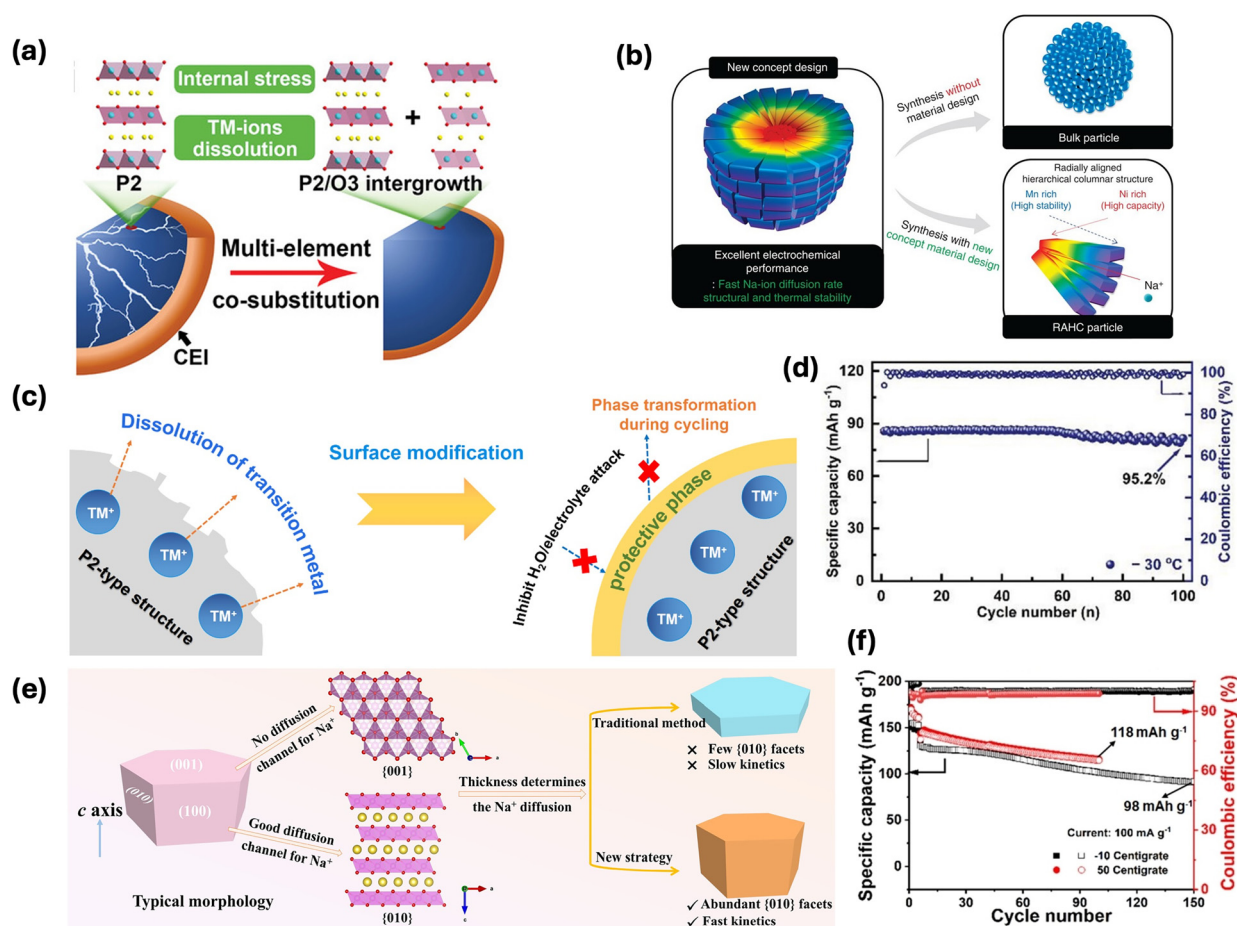 (a)
Internal stress
TM-ions
dissolution
+
P2
P2/O3 intergrowth
Multi-element
co-substitution
CEI
(b)
New concept design
Excellent electrochemical
performance
: Fast Na-ion diffusion rate
structural and thermal stability
Synthesis without
material design
Synthesis with new
concept material design
Bulk particle
Radially aligned
hierarchical columnar structure
Mn rich
(High stability)
Ni rich
(High capacity)
Na⁺
RAHC particle
(c)
Dissolution of transition metal
TM⁺
TM⁺
TM⁺
P2-type structure
Surface modification
Phase transformation
during cycling
Inhibit H₂O/electrolyte attack
protective phase
TM⁺
TM⁺
TM⁺
P2-type structure
(d)
Specific capacity (mAh g⁻¹)
120
90
60
30
0
100
80
60
40
20
0
Coulombic efficiency (%)
95.2%
− 30 °C
0 20 40 60 80 100
Cycle number (n)
(e)
c axis
(001)
(010)
(100)
Typical morphology
No diffusion
channel for Na⁺
Good diffusion
channel for Na⁺
b
a
{001}
a
c
{010}
Thickness determines
the Na⁺ diffusion
Traditional method
× Few {010} facets
× Slow kinetics
New strategy
✓ Abundant {010} facets
✓ Fast kinetics
(f)
Specific capacity (mAh g⁻¹)
200
175
150
125
100
0
90
60
30
0
Coulombic efficiency (%)
118 mAh g⁻¹
98 mAh g⁻¹
Current: 100 mA g⁻¹
-10 Centigrate
50 Centigrate
0 30 60 90 120 150
Cycle number